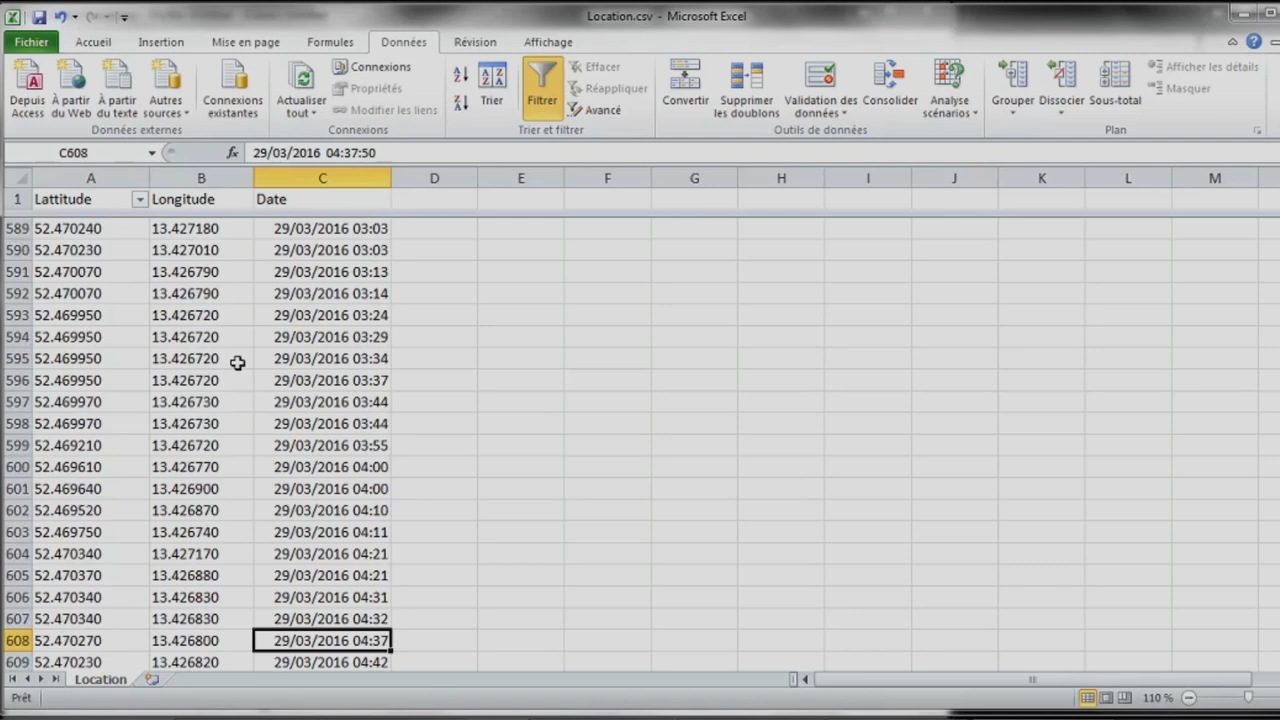 Location.csv - Microsoft Excel
Fichier Accueil Insertion Mise en page Formules Données Révision Affichage
Depuis Access
À partir du Web
À partir du texte
Autres sources
Connexions existantes
Données externes
Actualiser tout
Connexions
Propriétés
Modifier les liens
Connexions
Trier
Filtrer
Effacer
Réappliquer
Avancé
Trier et filtrer
Convertir
Supprimer les doublons
Validation des données
Consolider
Analyse scénarios
Outils de données
Grouper
Dissocier
Sous-total
Afficher les détails
Masquer
Plan
C608 fx 29/03/2016 04:37:50
A B C D E F G H I J K L M
1 Lattitude Longitude Date
589 52.470240 13.427180 29/03/2016 03:03
590 52.470230 13.427010 29/03/2016 03:03
591 52.470070 13.426790 29/03/2016 03:13
592 52.470070 13.426790 29/03/2016 03:14
593 52.469950 13.426720 29/03/2016 03:24
594 52.469950 13.426720 29/03/2016 03:29
595 52.469950 13.426720 29/03/2016 03:34
596 52.469950 13.426720 29/03/2016 03:37
597 52.469970 13.426730 29/03/2016 03:44
598 52.469970 13.426730 29/03/2016 03:44
599 52.469210 13.426720 29/03/2016 03:55
600 52.469610 13.426770 29/03/2016 04:00
601 52.469640 13.426900 29/03/2016 04:00
602 52.469520 13.426870 29/03/2016 04:10
603 52.469750 13.426740 29/03/2016 04:11
604 52.470340 13.427170 29/03/2016 04:21
605 52.470370 13.426880 29/03/2016 04:21
606 52.470340 13.426830 29/03/2016 04:31
607 52.470340 13.426830 29/03/2016 04:32
608 52.470270 13.426800 29/03/2016 04:37
609 52.470230 13.426820 29/03/2016 04:42
Location
Prêt 110 %